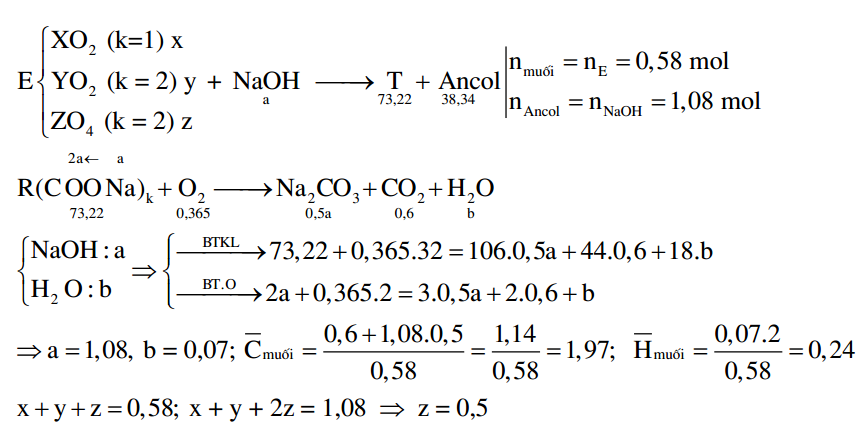 XO₂ (k=1) x
E { YO₂ (k = 2) y + NaOH ⟶ T + Ancol | n muối = n E = 0,58 mol
a 73,22 38,34 n Ancol = n NaOH = 1,08 mol
ZO₄ (k = 2) z
2a← a
R(COONa)k + O₂ ⟶ Na₂CO₃ + CO₂ + H₂O
73,22 0,365 0,5a 0,6 b
{ NaOH : a ⇒ { BTKL → 73,22 + 0,365.32 = 106.0,5a + 44.0,6 + 18.b
H₂O : b BT.O → 2a + 0,365.2 = 3.0,5a + 2.0,6 + b
⇒ a = 1,08, b = 0,07; C̅ muối = (0,6 + 1,08.0,5)/0,58 = 1,14/0,58 = 1,97; H̅ muối = 0,07.2/0,58 = 0,24
x + y + z = 0,58; x + y + 2z = 1,08 ⇒ z = 0,5